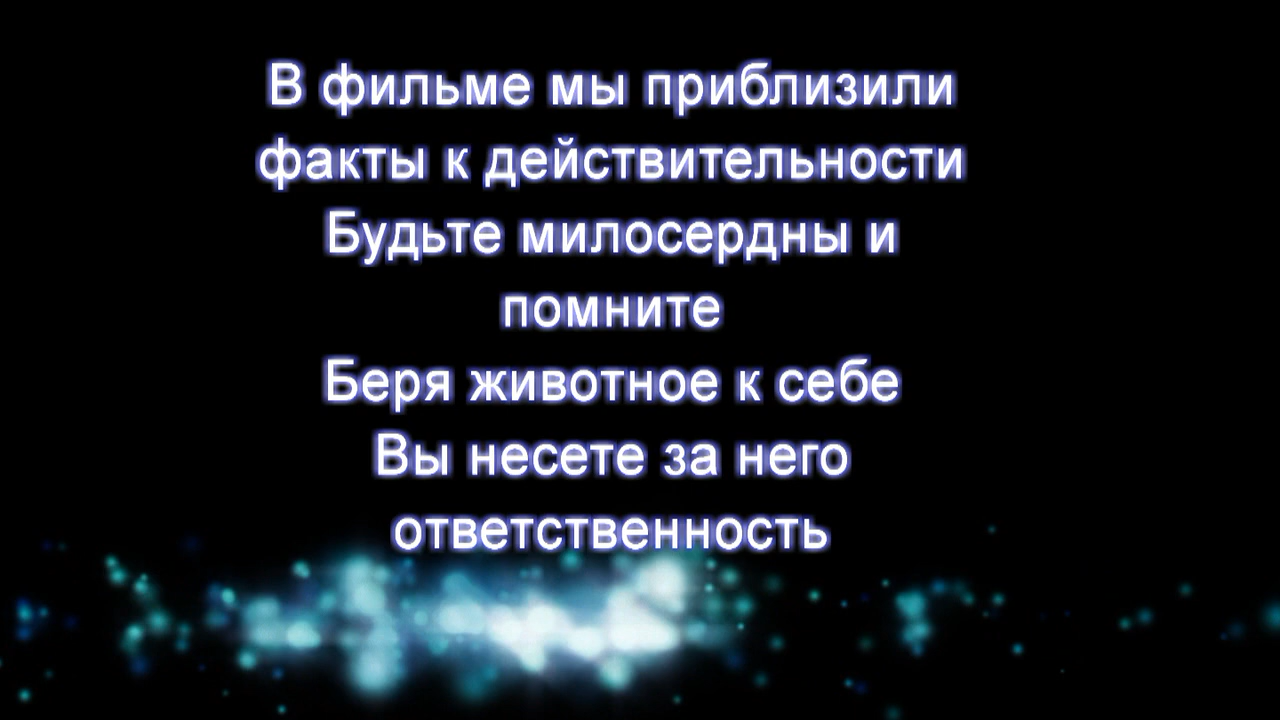 В фильме мы приблизили
факты к действительности
Будьте милосердны и
помните
Беря животное к себе
Вы несете за него
ответственность